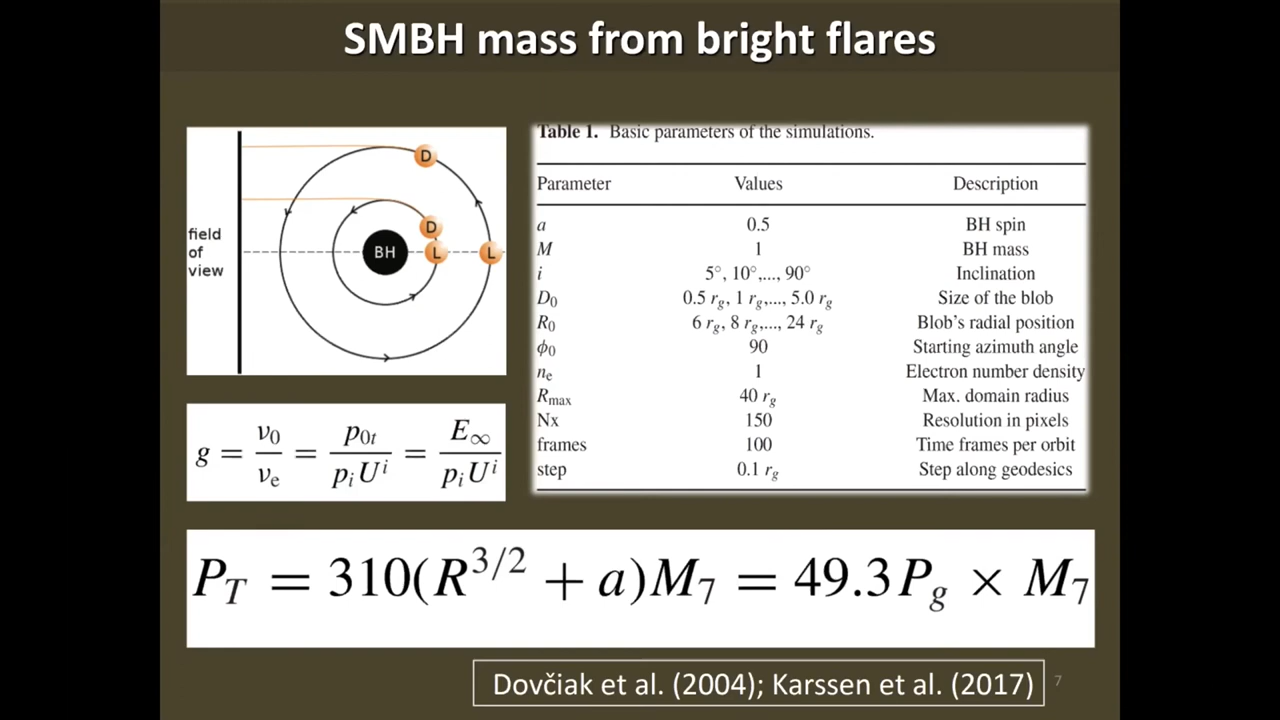 SMBH mass from bright flares
D
D
BH
L
L
field
of
view
g = ν₀/νₑ = p₀ₜ/pᵢUⁱ = E∞/pᵢUⁱ
Table 1. Basic parameters of the simulations.
Parameter Values Description
a 0.5 BH spin
M 1 BH mass
i 5°, 10°,..., 90° Inclination
D₀ 0.5 r_g, 1 r_g,..., 5.0 r_g Size of the blob
R₀ 6 r_g, 8 r_g,..., 24 r_g Blob's radial position
ϕ₀ 90 Starting azimuth angle
nₑ 1 Electron number density
R_max 40 r_g Max. domain radius
Nx 150 Resolution in pixels
frames 100 Time frames per orbit
step 0.1 r_g Step along geodesics
P_T = 310(R^3/2 + a)M₇ = 49.3P_g × M₇
Dovčiak et al. (2004); Karssen et al. (2017)
7